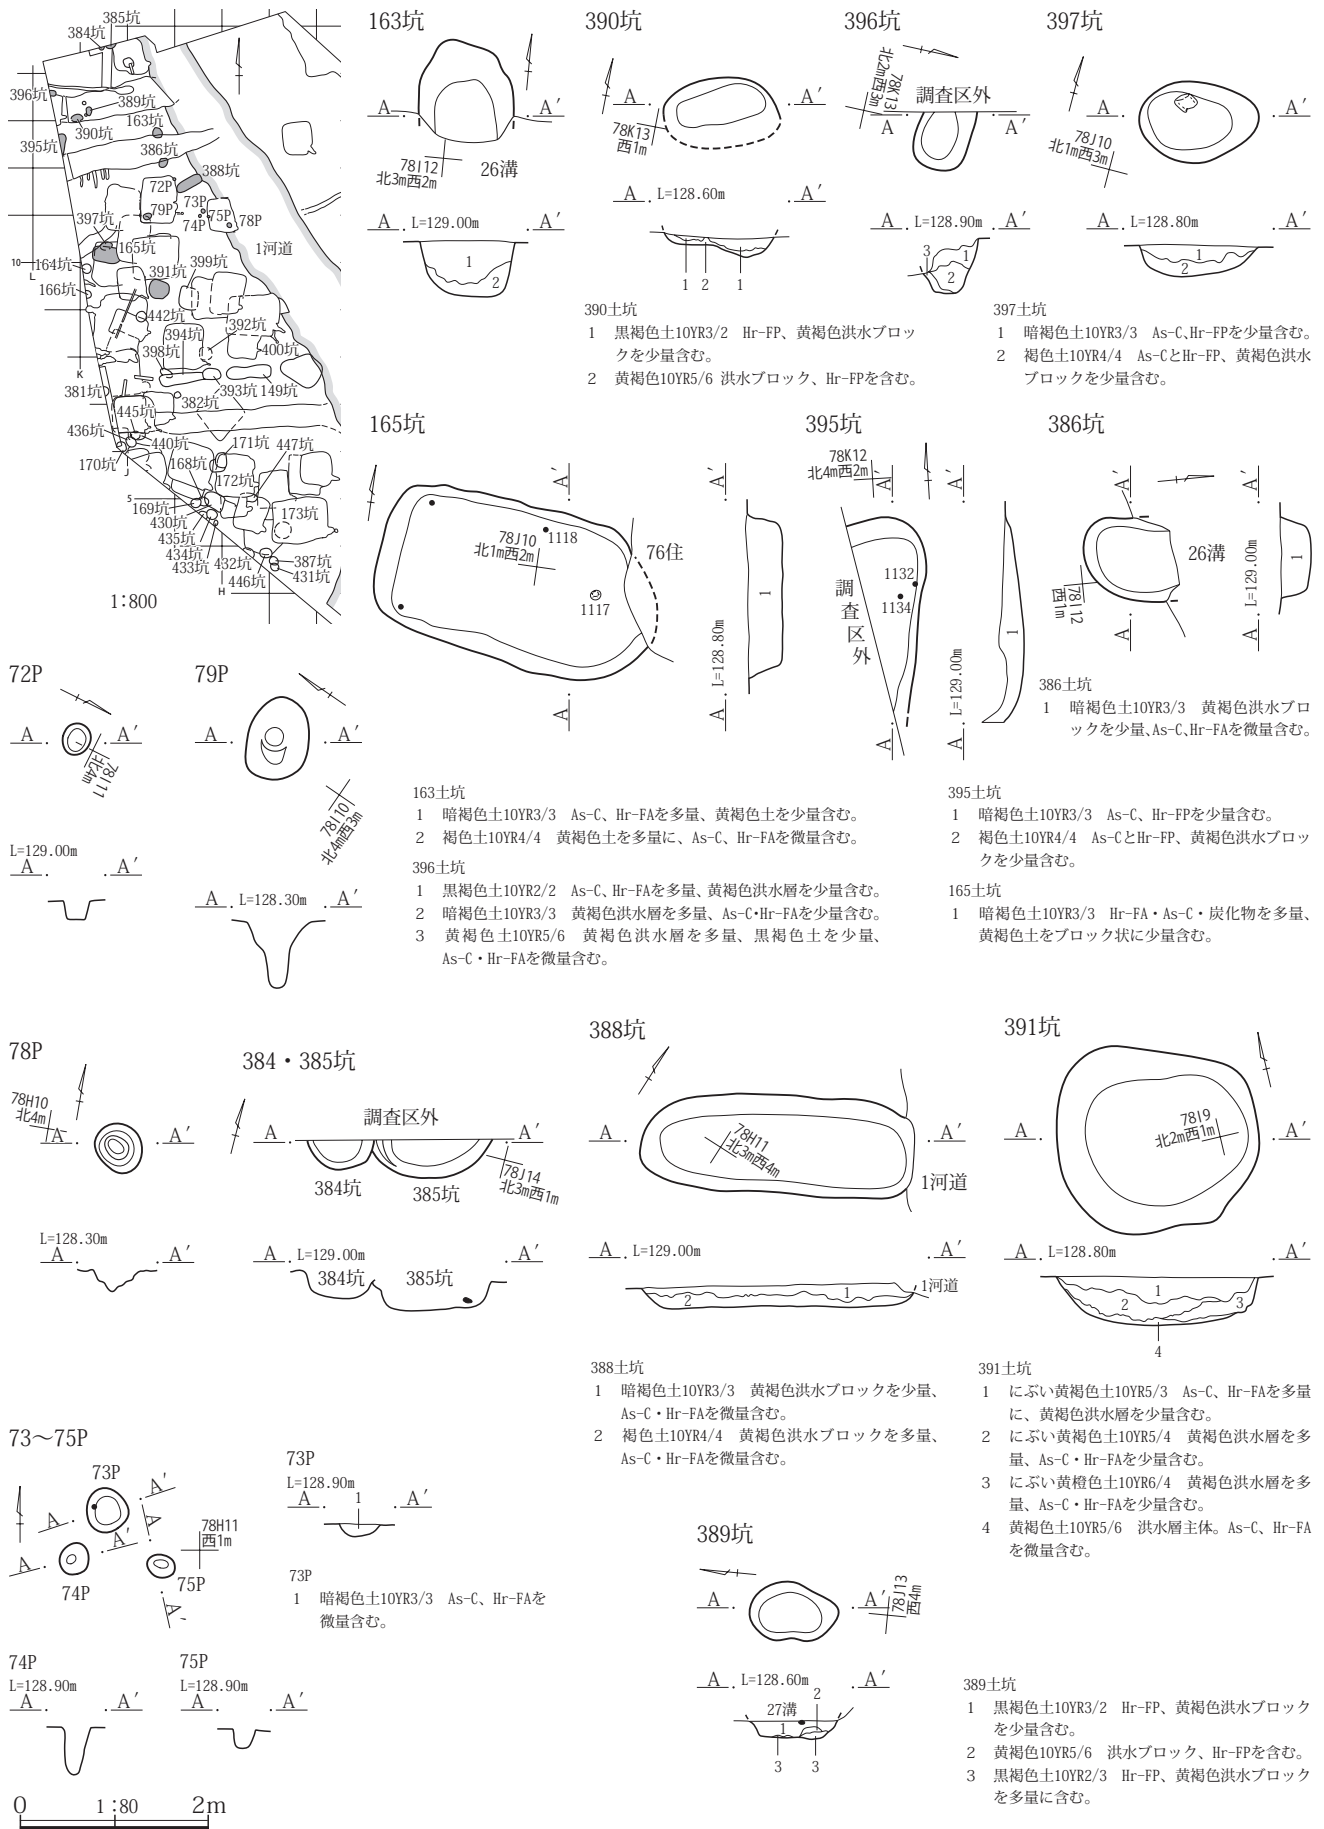 385坑
384坑
396坑
389坑
163坑
390坑
395坑
386坑
388坑
72P
73P
79P
75P
78P
74P
397坑
1河道
165坑
10
164坑
L
391坑
399坑
166坑
442坑
392坑
394坑
398坑
400坑
K
381坑
393坑
149坑
382坑
445坑
436坑
440坑
171坑
447坑
170坑
168坑
172坑
5
169坑
173坑
430坑
435坑
434坑
433坑
432坑
387坑
446坑
431坑
H
1:800
163坑
A
A′
78I12
北3m西2m
26溝
A
L=129.00m
A′
1
2
390坑
A
A′
78K13
西1m
A
L=128.60m
A′
1
2
1
390土坑
1 黒褐色土10YR3/2 Hr-FP、黄褐色洪水ブロッ
クを少量含む。
2 黄褐色10YR5/6 洪水ブロック、Hr-FPを含む。
396坑
78K13
北2m西3m
調査区外
A
A′
A
L=128.90m
A′
3
1
2
397坑
A
A′
78J10
北1m西3m
A
L=128.80m
A′
1
2
397土坑
1 暗褐色土10YR3/3 As-C、Hr-FPを少量含む。
2 褐色土10YR4/4 As-CとHr-FP、黄褐色洪水
ブロックを少量含む。
165坑
A′
A′
78J10
北1m西2m
1118
76住
1117
1
L=128.80m
A
A
395坑
78K12
北4m西2m
A′
A′
調査区外
1132
1134
1
L=129.00m
A
A
386坑
A′
A′
26溝
78I12
西1m
L=129.00m
1
A
A
386土坑
1 暗褐色土10YR3/3 黄褐色洪水ブロ
ックを少量、As-C、Hr-FAを微量含む。
72P
A
A′
78I11
北4m
L=129.00m
A
A′
79P
A
A′
78I10
北4m西3m
A
L=128.30m
A′
163土坑
1 暗褐色土10YR3/3 As-C、Hr-FAを多量、黄褐色土を少量含む。
2 褐色土10YR4/4 黄褐色土を多量に、As-C、Hr-FAを微量含む。
396土坑
1 黒褐色土10YR2/2 As-C、Hr-FAを多量、黄褐色洪水層を少量含む。
2 暗褐色土10YR3/3 黄褐色洪水層を多量、As-C・Hr-FAを少量含む。
3 黄褐色土10YR5/6 黄褐色洪水層を多量、黒褐色土を少量、
As-C・Hr-FAを微量含む。
395土坑
1 暗褐色土10YR3/3 As-C、Hr-FPを少量含む。
2 褐色土10YR4/4 As-CとHr-FP、黄褐色洪水ブロッ
クを少量含む。
165土坑
1 暗褐色土10YR3/3 Hr-FA・As-C・炭化物を多量、
黄褐色土をブロック状に少量含む。
78P
78H10
北4m
A
A′
L=128.30m
A
A′
384・385坑
調査区外
A
A′
384坑
385坑
78J14
北3m西1m
A
L=129.00m
A′
384坑
385坑
388坑
A
A′
78H11
北3m西4m
1河道
A
L=129.00m
A′
1河道
2
1
388土坑
1 暗褐色土10YR3/3 黄褐色洪水ブロックを少量、
As-C・Hr-FAを微量含む。
2 褐色土10YR4/4 黄褐色洪水ブロックを多量、
As-C・Hr-FAを微量含む。
391坑
78I9
北2m西1m
A
A′
A
L=128.80m
A′
1
2
3
4
391土坑
1 にぶい黄褐色土10YR5/3 As-C、Hr-FAを多量
に、黄褐色洪水層を少量含む。
2 にぶい黄褐色土10YR5/4 黄褐色洪水層を多
量、As-C・Hr-FAを少量含む。
3 にぶい黄橙色土10YR6/4 黄褐色洪水層を多
量、As-C・Hr-FAを少量含む。
4 黄褐色土10YR5/6 洪水層主体。As-C、Hr-FA
を微量含む。
73～75P
73P
A′
A
A
A′
78H11
西1m
A
74P
75P
A′
73P
L=128.90m
A
1
A′
73P
1 暗褐色土10YR3/3 As-C、Hr-FAを
微量含む。
74P
L=128.90m
A
A′
75P
L=128.90m
A
A′
389坑
A
A′
78J13
西4m
A
L=128.60m
A′
2
27溝
1
3
3
389土坑
1 黒褐色土10YR3/2 Hr-FP、黄褐色洪水ブロック
を少量含む。
2 黄褐色10YR5/6 洪水ブロック、Hr-FPを含む。
3 黒褐色土10YR2/3 Hr-FP、黄褐色洪水ブロック
を多量に含む。
0
1:80
2m